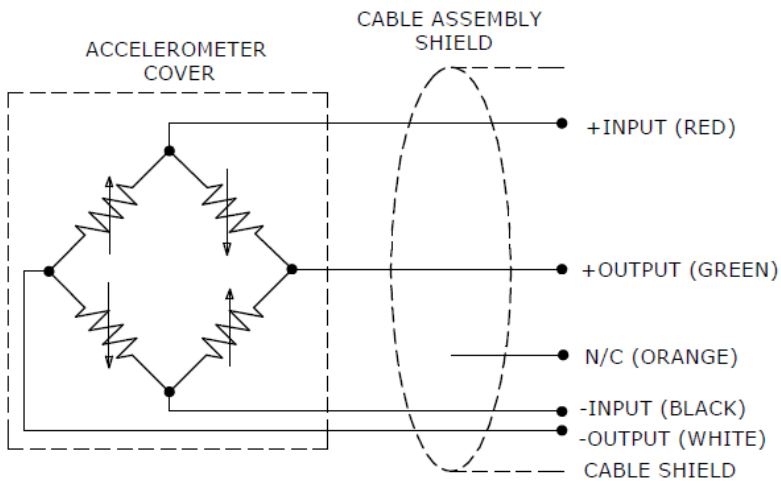 CABLE ASSEMBLY
SHIELD
ACCELEROMETER
COVER
+INPUT (RED)
+OUTPUT (GREEN)
N/C (ORANGE)
-INPUT (BLACK)
-OUTPUT (WHITE)
CABLE SHIELD